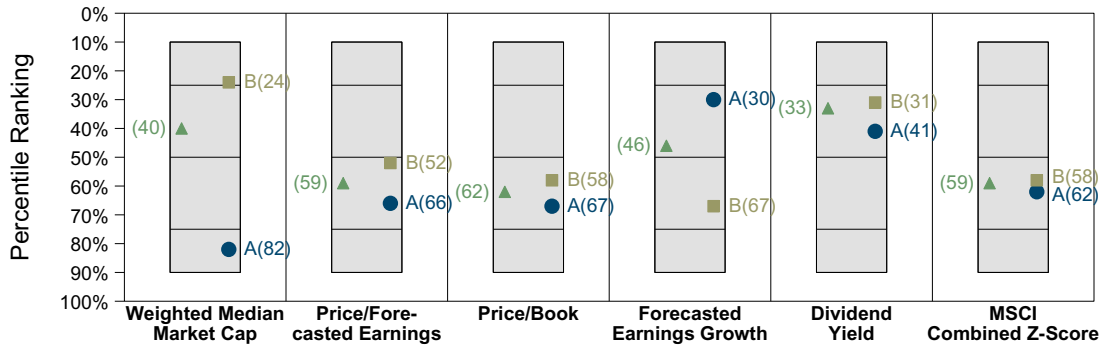 Percentile Ranking
0%
10%
20%
30%
40%
50%
60%
70%
80%
90%
100%
B(24)
(40)
A(82)
B(52)
(59)
A(66)
B(58)
(62)
A(67)
A(30)
(46)
B(67)
B(31)
(33)
A(41)
B(58)
(59)
A(62)
Weighted Median
Market Cap
Price/Fore-
casted Earnings
Price/Book
Forecasted
Earnings Growth
Dividend
Yield
MSCI
Combined Z-Score